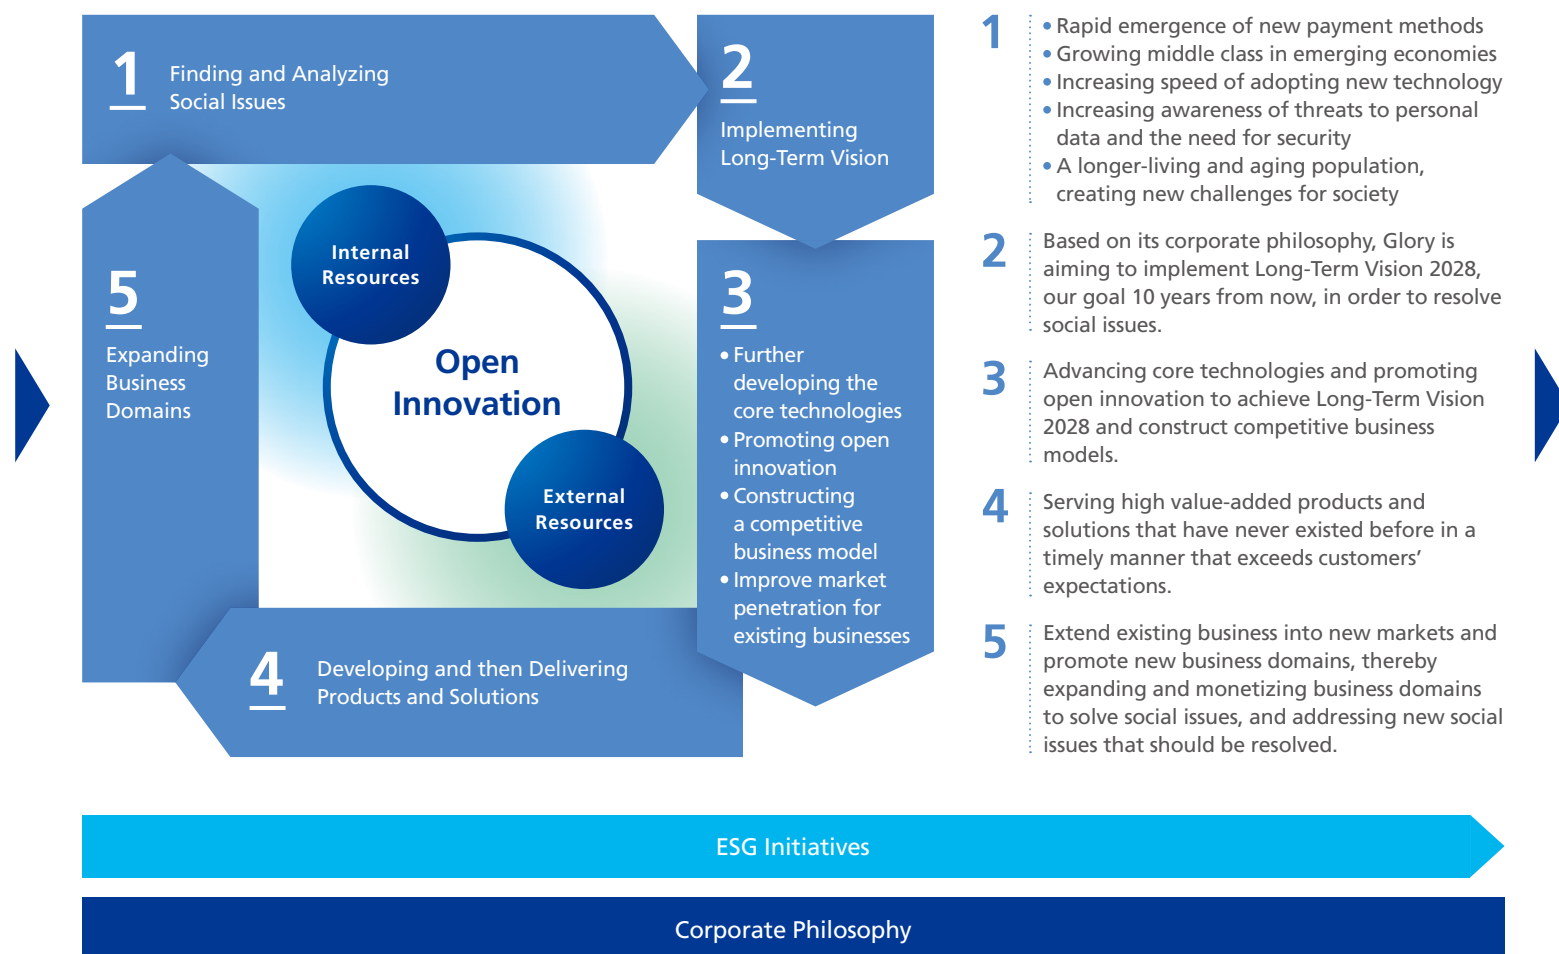 1
Finding and Analyzing
Social Issues
2
Implementing
Long-Term Vision
3
• Further
developing the
core technologies
• Promoting open
innovation
• Constructing
a competitive
business model
• Improve market
penetration for
existing businesses
4
Developing and then Delivering
Products and Solutions
5
Expanding
Business
Domains
Internal
Resources
Open
Innovation
External
Resources
1
• Rapid emergence of new payment methods
• Growing middle class in emerging economies
• Increasing speed of adopting new technology
• Increasing awareness of threats to personal
data and the need for security
• A longer-living and aging population,
creating new challenges for society
2
Based on its corporate philosophy, Glory is
aiming to implement Long-Term Vision 2028,
our goal 10 years from now, in order to resolve
social issues.
3
Advancing core technologies and promoting
open innovation to achieve Long-Term Vision
2028 and construct competitive business
models.
4
Serving high value-added products and
solutions that have never existed before in a
timely manner that exceeds customers’
expectations.
5
Extend existing business into new markets and
promote new business domains, thereby
expanding and monetizing business domains
to solve social issues, and addressing new social
issues that should be resolved.
ESG Initiatives
Corporate Philosophy